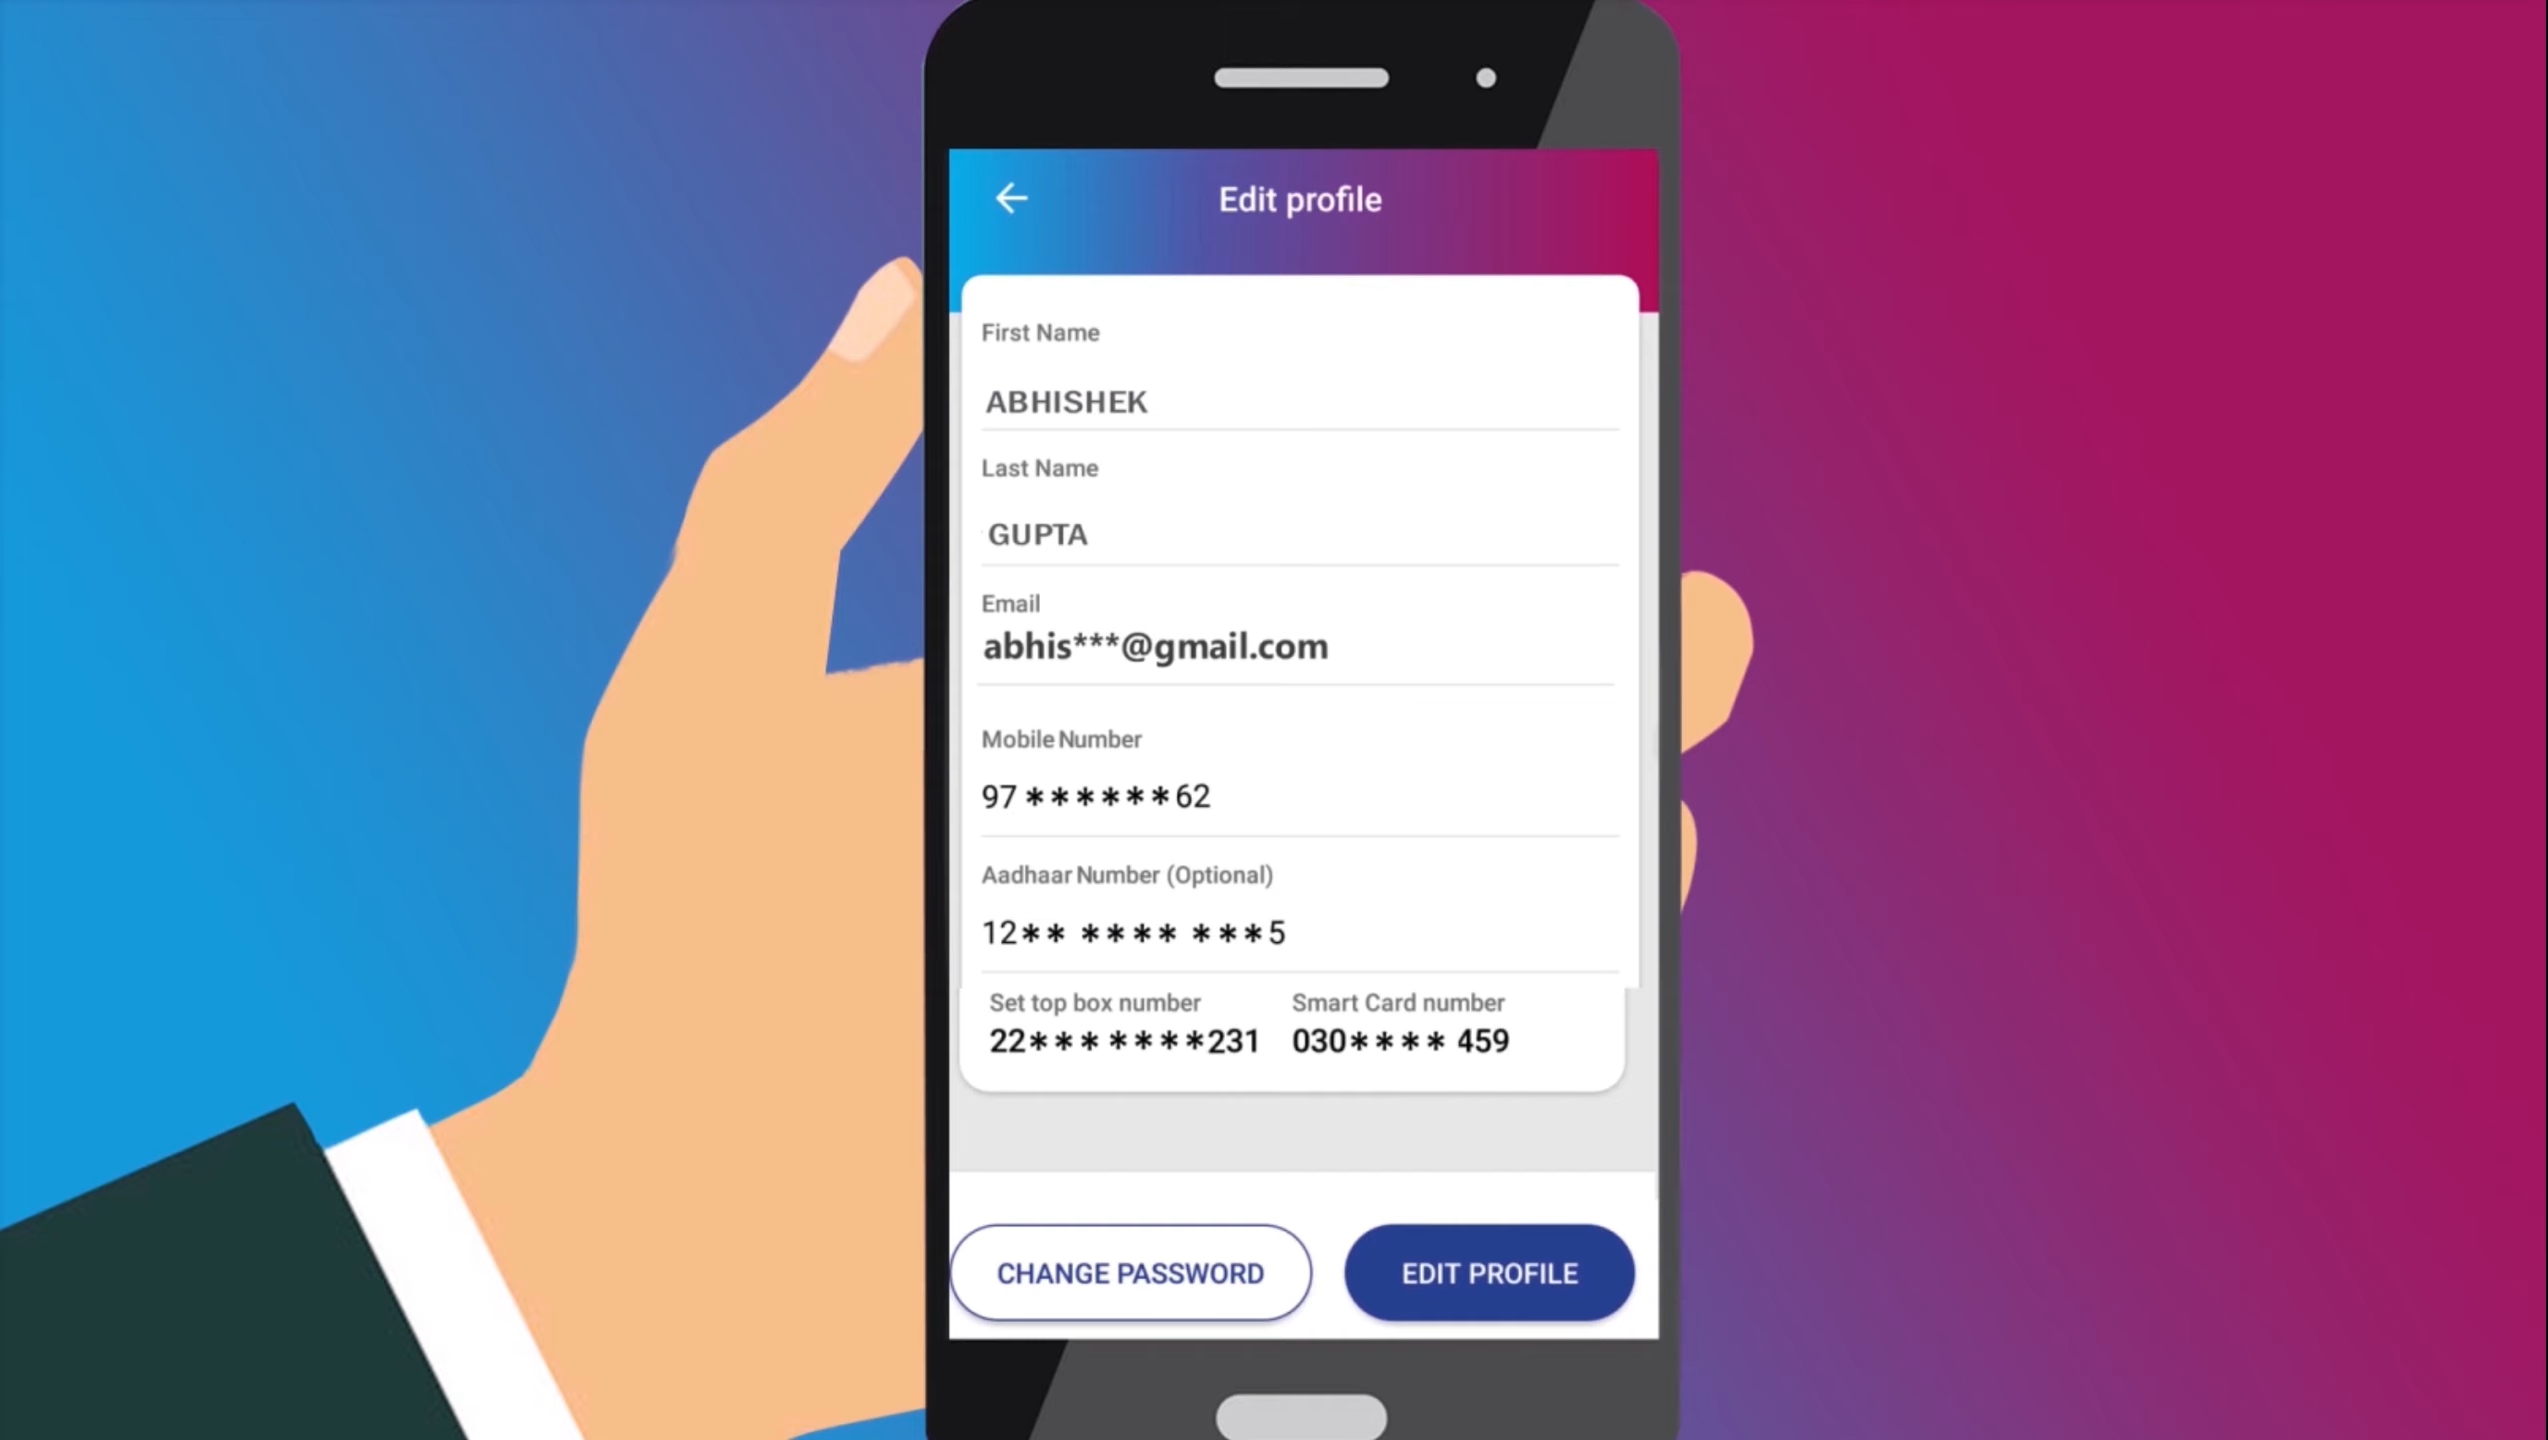 Edit profile
First Name
ABHISHEK
Last Name
GUPTA
Email
abhis***@gmail.com
Mobile Number
97 ******62
Aadhaar Number (Optional)
12** **** ***5
Set top box number Smart Card number
22*******231 030**** 459
CHANGE PASSWORD EDIT PROFILE